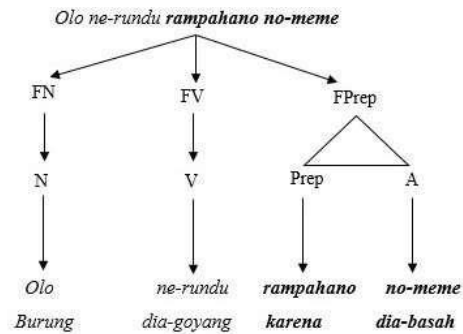 Olo ne-rundu rampahano no-meme
FN FV FPrep
N V Prep A
Olo ne-rundu rampahano no-meme
Burung dia-goyang karena dia-basah